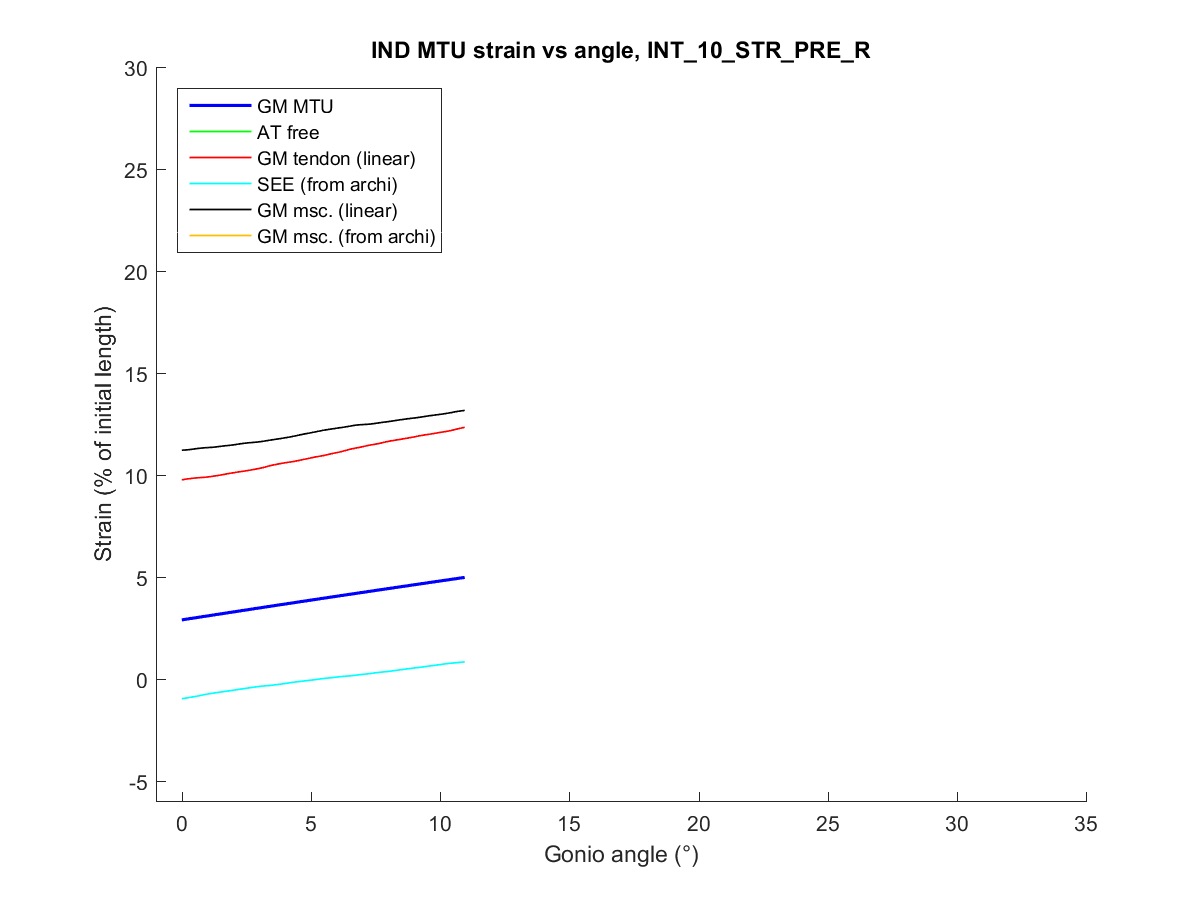 IND MTU strain vs angle, INT_10_STR_PRE_R
30
25
20
15
10
5
0
-5
Strain (% of initial length)
GM MTU
AT free
GM tendon (linear)
SEE (from archi)
GM msc. (linear)
GM msc. (from archi)
0 5 10 15 20 25 30 35
Gonio angle (°)